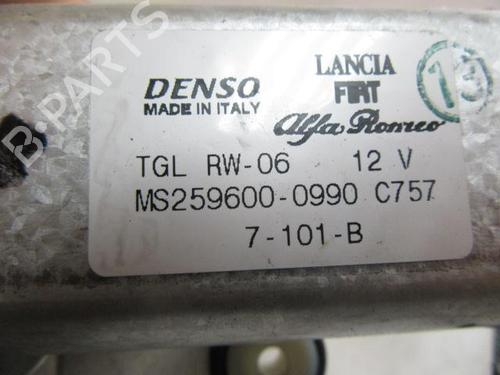 B-PARTS
DENSO
MADE IN ITALY
LANCIA
FIAT
Alfa Romeo
13
TGL RW-06 12 V
MS259600-0990 C757
7-101-B